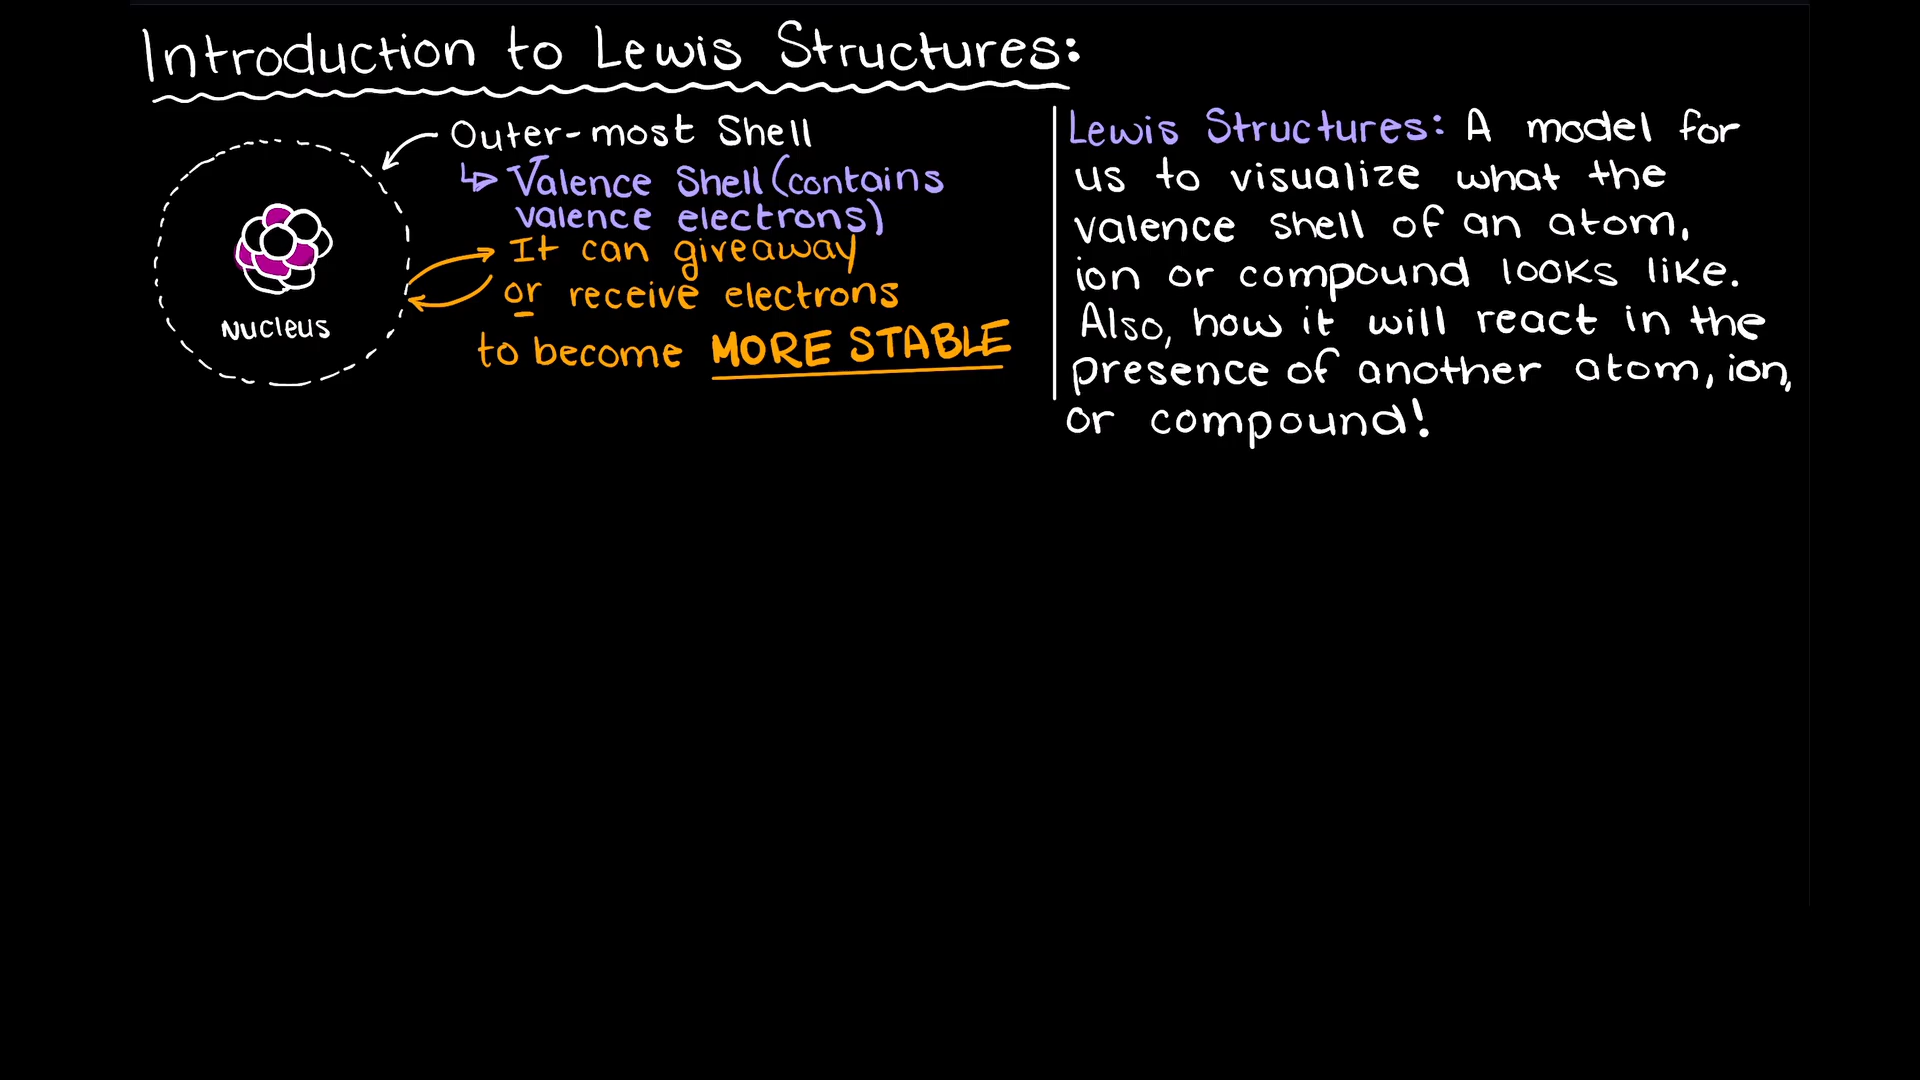 Introduction to Lewis Structures:
Outer-most Shell
Valence Shell (contains
valence electrons)
It can giveaway
or receive electrons
to become MORE STABLE
Nucleus
Lewis Structures: A model for
us to visualize what the
valence shell of an atom,
ion or compound looks like.
Also, how it will react in the
presence of another atom, ion,
or compound!